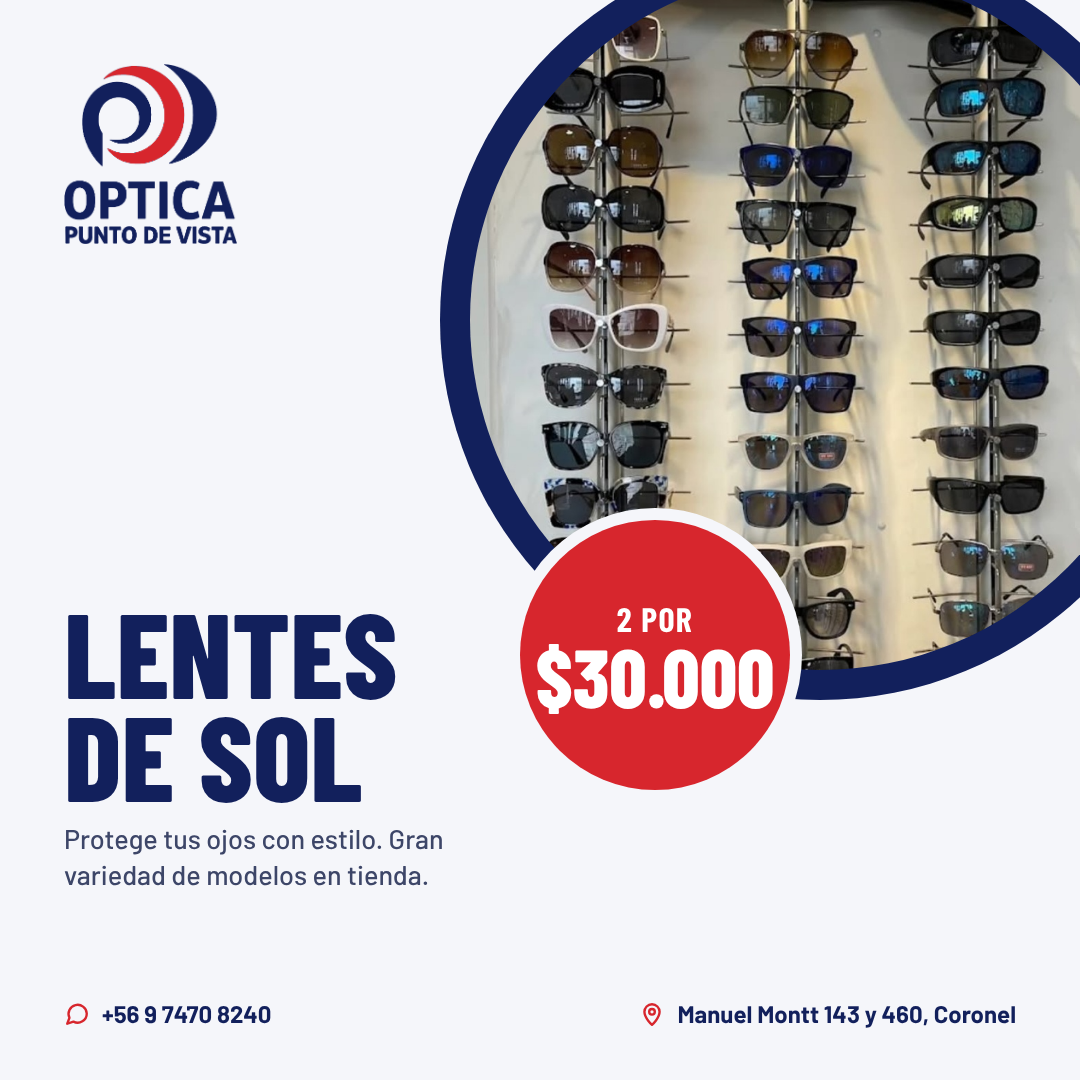 OPTICA
PUNTO DE VISTA
2 POR
$30.000
LENTES
DE SOL
Protege tus ojos con estilo. Gran
variedad de modelos en tienda.
+56 9 7470 8240
Manuel Montt 143 y 460, Coronel